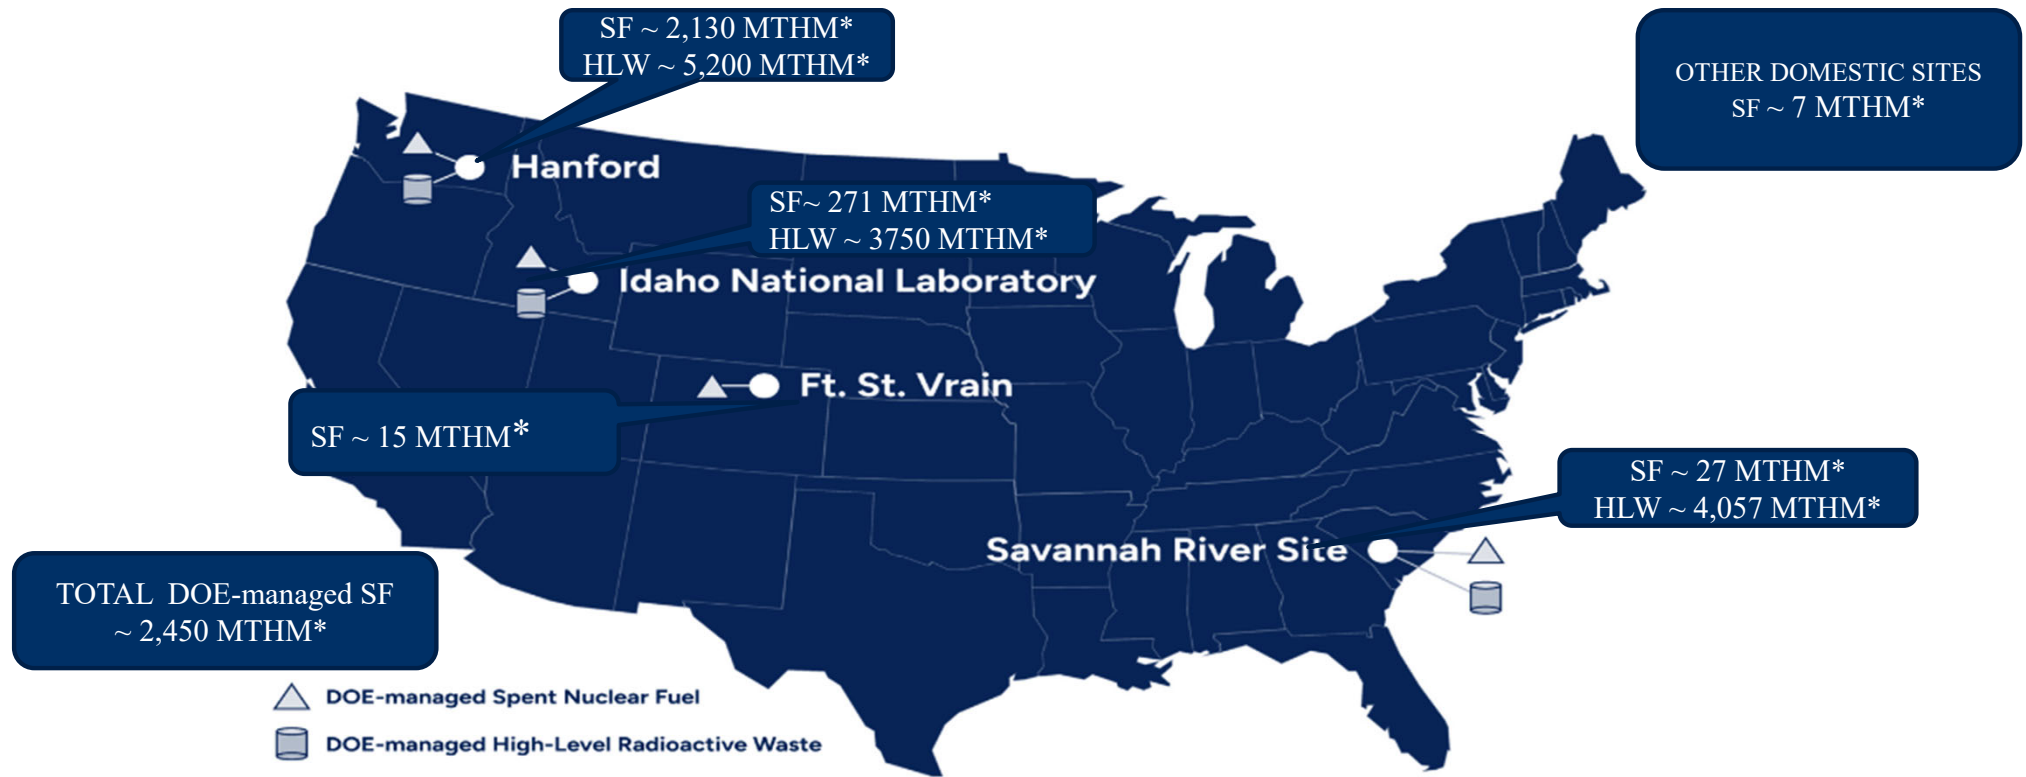 SF ~ 2,130 MTHM*
HLW ~ 5,200 MTHM*
OTHER DOMESTIC SITES
SF ~ 7 MTHM*
Hanford
SF~ 271 MTHM*
HLW ~ 3750 MTHM*
Idaho National Laboratory
Ft. St. Vrain
SF ~ 15 MTHM*
SF ~ 27 MTHM*
HLW ~ 4,057 MTHM*
Savannah River Site
TOTAL DOE-managed SF
~ 2,450 MTHM*
DOE-managed Spent Nuclear Fuel
DOE-managed High-Level Radioactive Waste